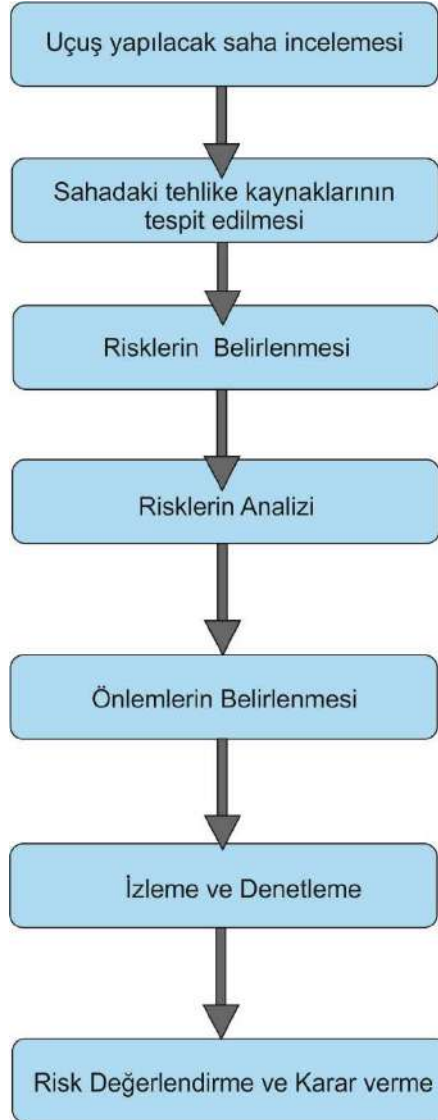 Uçuş yapılacak saha incelemesi
Sahadaki tehlike kaynaklarının
tespit edilmesi
Risklerin Belirlenmesi
Risklerin Analizi
Önlemlerin Belirlenmesi
İzleme ve Denetleme
Risk Değerlendirme ve Karar verme